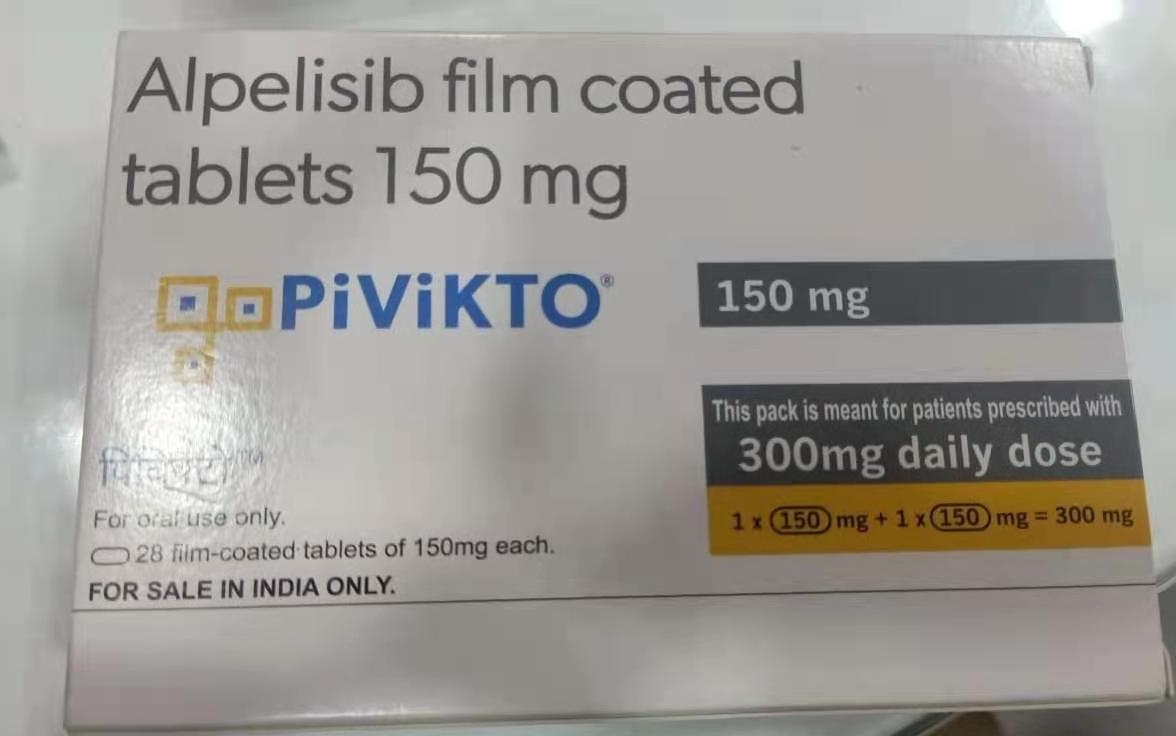 Alpelisib film coated
tablets 150 mg
PiViKTO®
150 mg
This pack is meant for patients prescribed with
300mg daily dose
1 x 150 mg + 1 x 150 mg = 300 mg
For oral use only.
28 film-coated tablets of 150mg each.
FOR SALE IN INDIA ONLY.